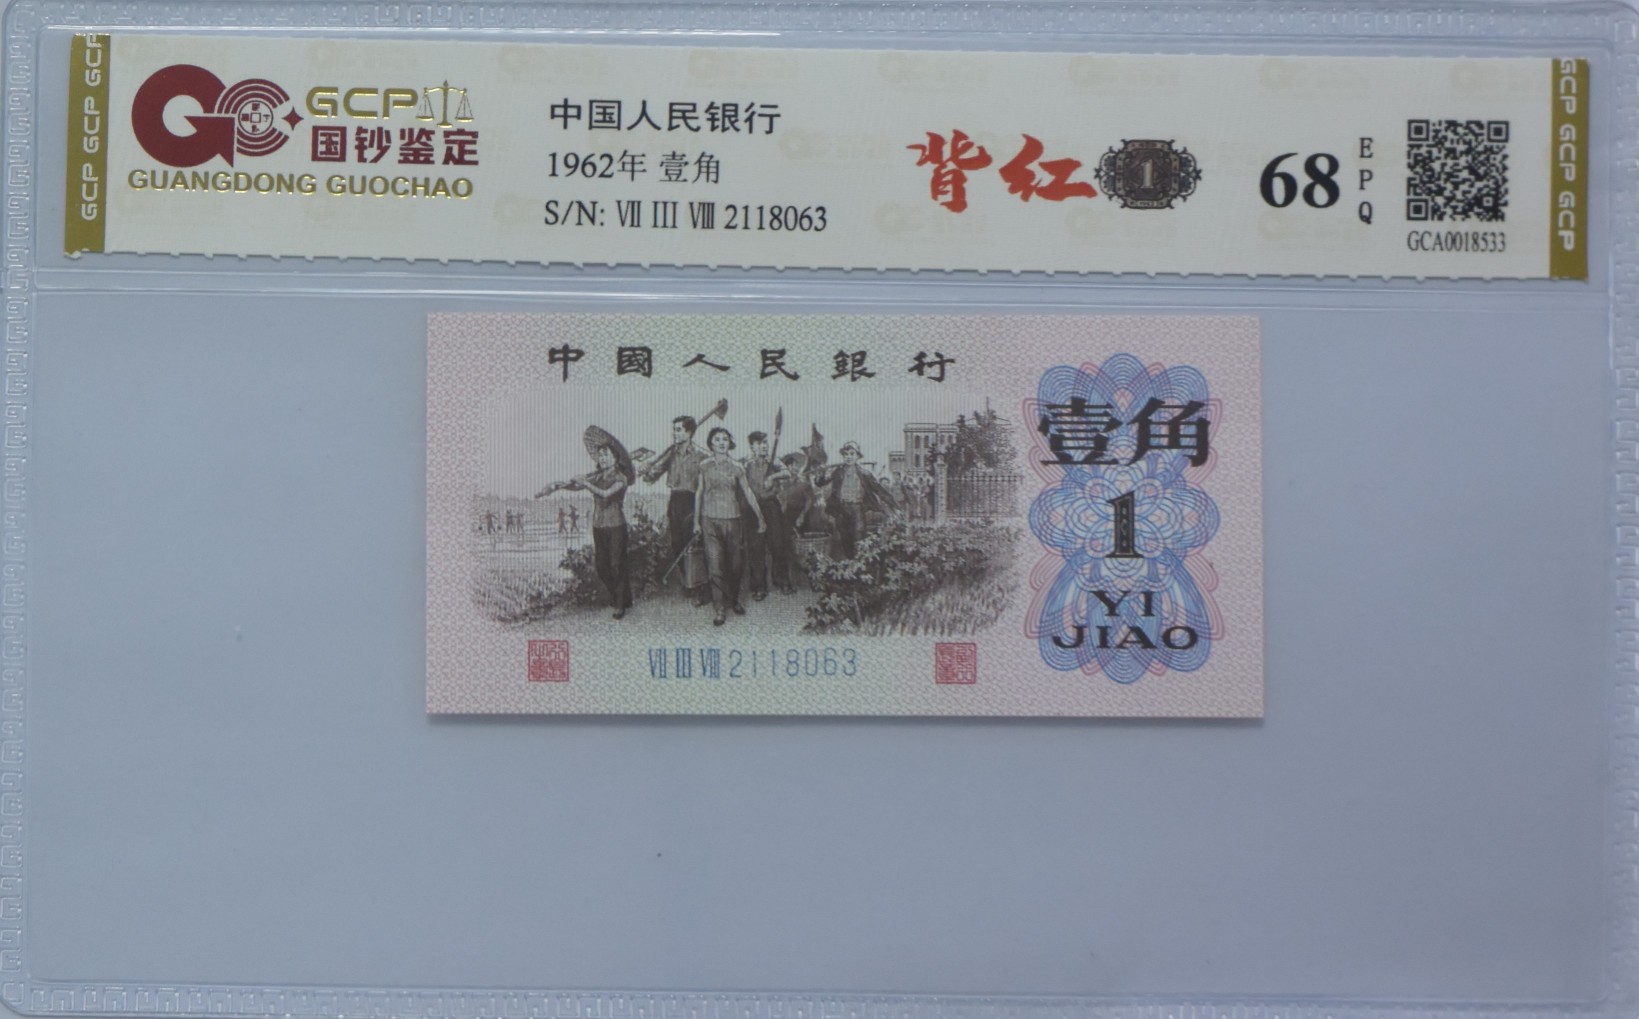 GCP GCP GCP
GCP
国钞鉴定
GUANGDONG GUOCHAO
中国人民银行
1962年 壹角
S/N: Ⅶ Ⅲ Ⅷ 2118063
背红
1
68
EPQ
GCA0018533
GCP GCP GCP
中國人民銀行
壹角
1
YI
JIAO
Ⅶ Ⅲ Ⅷ 2118063